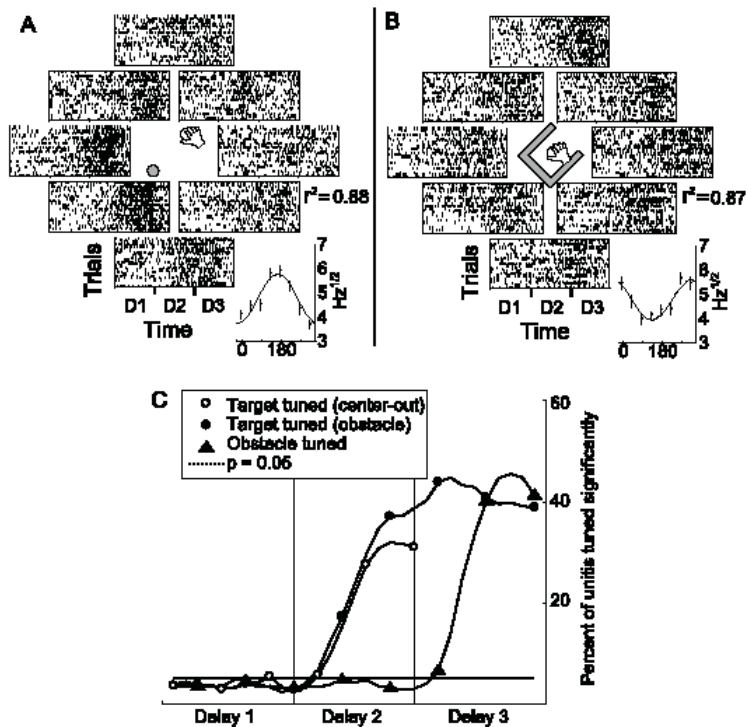 A
r²=0.88
Trials
D1 D2 D3
Time
7
6
5
4
3
Hz^1/2
0 180
B
r²=0.87
Trials
D1 D2 D3
Time
7
6
5
4
3
Hz^1/2
0 180
C
Target tuned (center-out)
Target tuned (obstacle)
Obstacle tuned
p = 0.05
60
40
20
Percent of unitis tuned significantly
Delay 1 Delay 2 Delay 3